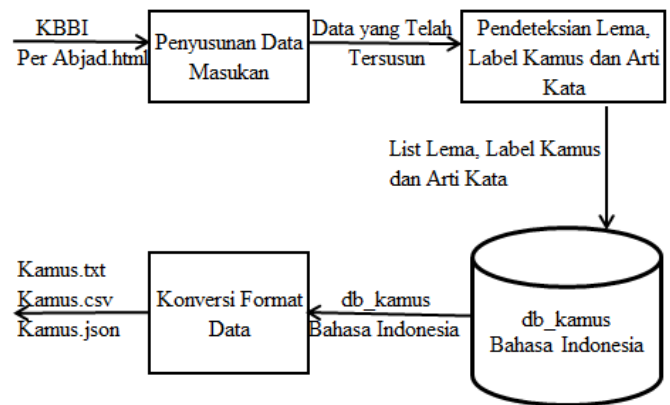 KBBI
Per Abjad.html
Penyusunan Data
Masukan
Data yang Telah
Tersusun
Pendeteksian Lema,
Label Kamus dan Arti
Kata
List Lema, Label Kamus
dan Arti Kata
db_kamus
Bahasa Indonesia
db_kamus
Bahasa Indonesia
Konversi Format
Data
Kamus.txt
Kamus.csv
Kamus.json